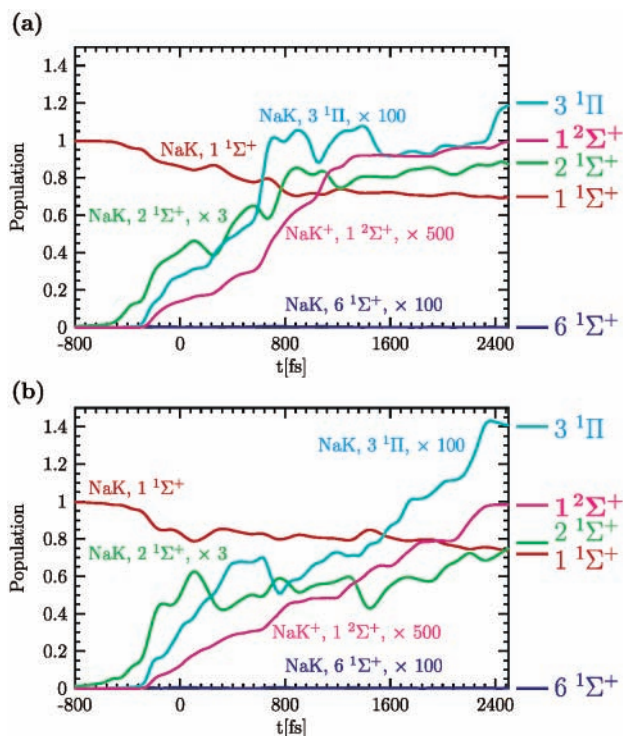 (a)
1.4
1.2
1
0.8
0.6
0.4
0.2
0
Population
NaK, 3 ¹Π, × 100
NaK, 1 ¹Σ⁺
NaK, 2 ¹Σ⁺, × 3
NaK⁺, 1 ²Σ⁺, × 500
NaK, 6 ¹Σ⁺, × 100
3 ¹Π
1 ²Σ⁺
2 ¹Σ⁺
1 ¹Σ⁺
6 ¹Σ⁺
-800 0 800 1600 2400
t[fs]
(b)
1.4
1.2
1
0.8
0.6
0.4
0.2
0
Population
NaK, 3 ¹Π, × 100
NaK, 1 ¹Σ⁺
NaK, 2 ¹Σ⁺, × 3
NaK⁺, 1 ²Σ⁺, × 500
NaK, 6 ¹Σ⁺, × 100
3 ¹Π
1 ²Σ⁺
2 ¹Σ⁺
1 ¹Σ⁺
6 ¹Σ⁺
-800 0 800 1600 2400
t[fs]